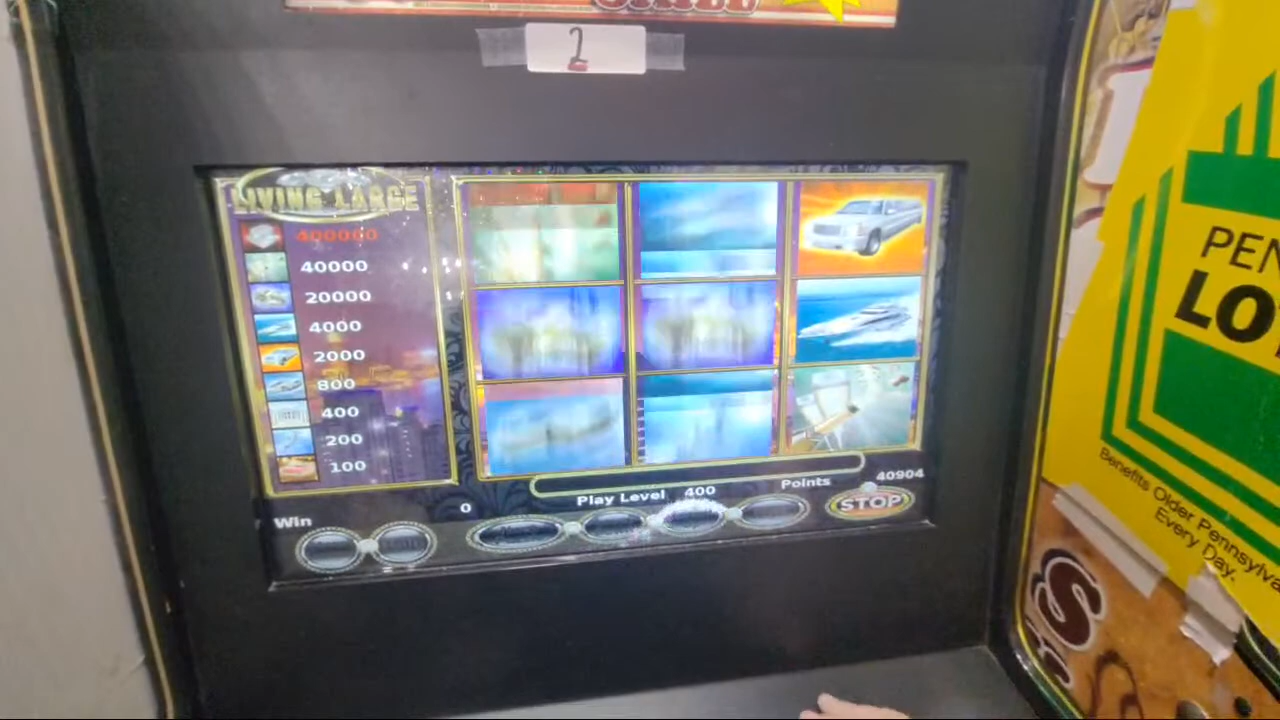 2
LIVING LARGE
400000
40000
20000
4000
2000
800
400
200
100
Win
0
Play Level 400
Points
40904
STOP
PEN
LO
Benefits Older Pennsylva
Every Day.
S